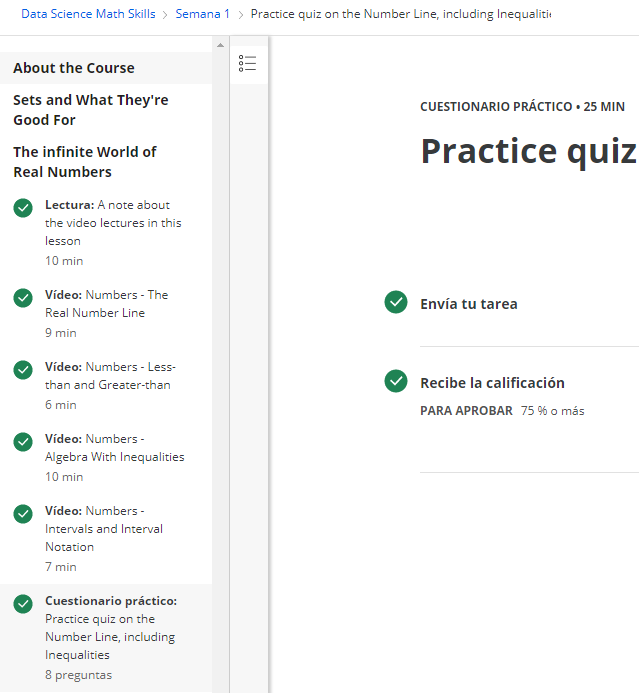 Data Science Math Skills > Semana 1 > Practice quiz on the Number Line, including Inequaliti
About the Course
Sets and What They're
Good For
The infinite World of
Real Numbers
Lectura: A note about
the video lectures in this
lesson
10 min
Vídeo: Numbers - The
Real Number Line
9 min
Vídeo: Numbers - Less-
than and Greater-than
6 min
Vídeo: Numbers -
Algebra With Inequalities
10 min
Vídeo: Numbers -
Intervals and Interval
Notation
7 min
Cuestionario práctico:
Practice quiz on the
Number Line, including
Inequalities
8 preguntas
CUESTIONARIO PRÁCTICO • 25 MIN
Practice quiz
Envía tu tarea
Recibe la calificación
PARA APROBAR 75 % o más